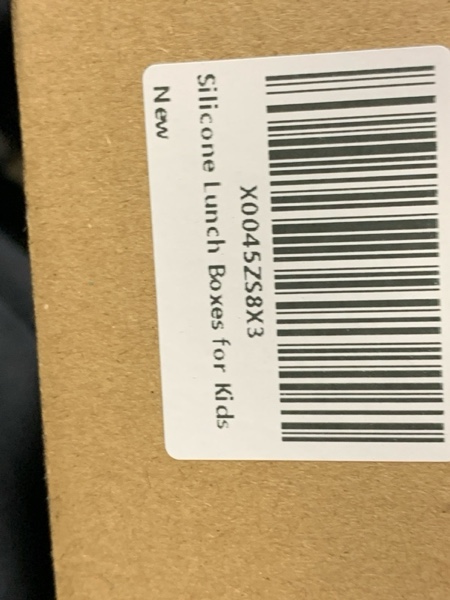 X0045ZS8X3
Silicone Lunch Boxes for Kids
New